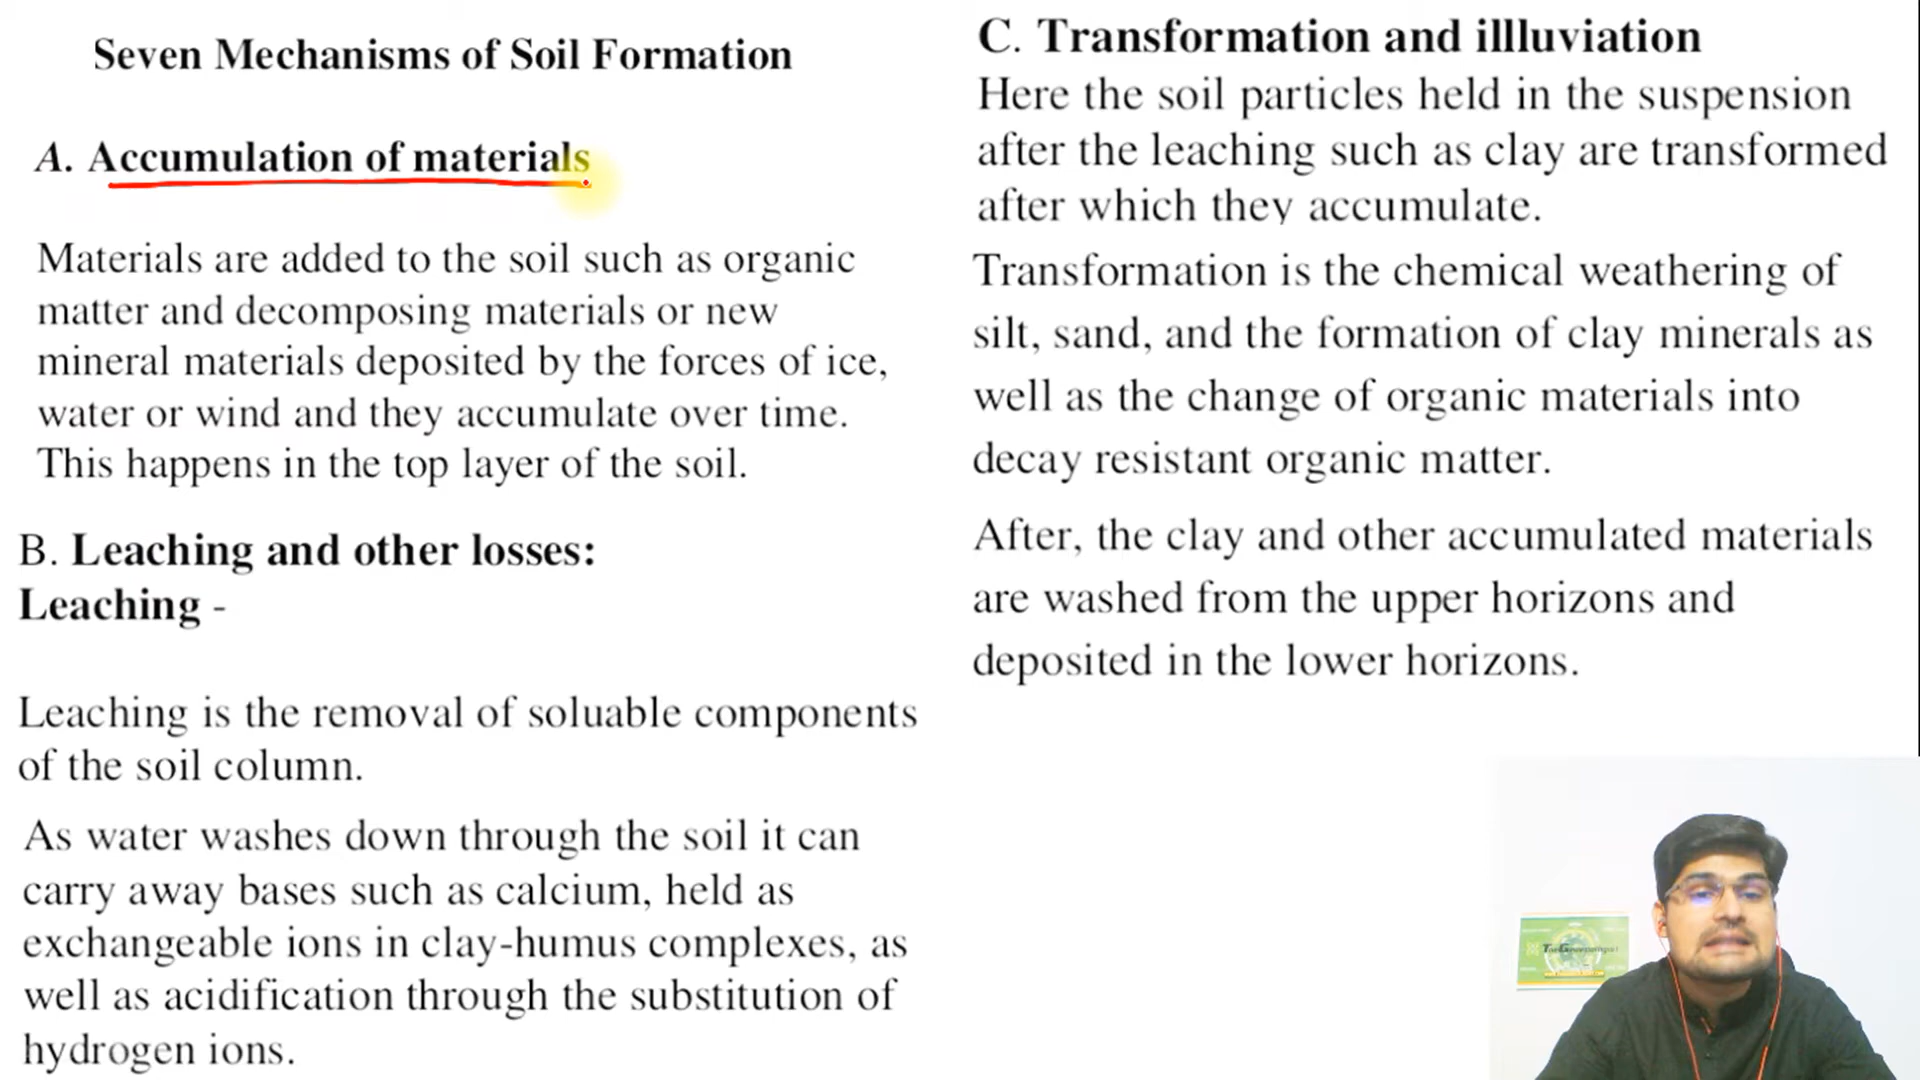 Seven Mechanisms of Soil Formation
A. Accumulation of materials
Materials are added to the soil such as organic
matter and decomposing materials or new
mineral materials deposited by the forces of ice,
water or wind and they accumulate over time.
This happens in the top layer of the soil.
B. Leaching and other losses:
Leaching -
Leaching is the removal of soluable components
of the soil column.
As water washes down through the soil it can
carry away bases such as calcium, held as
exchangeable ions in clay-humus complexes, as
well as acidification through the substitution of
hydrogen ions.
C. Transformation and illluviation
Here the soil particles held in the suspension
after the leaching such as clay are transformed
after which they accumulate.
Transformation is the chemical weathering of
silt, sand, and the formation of clay minerals as
well as the change of organic materials into
decay resistant organic matter.
After, the clay and other accumulated materials
are washed from the upper horizons and
deposited in the lower horizons.